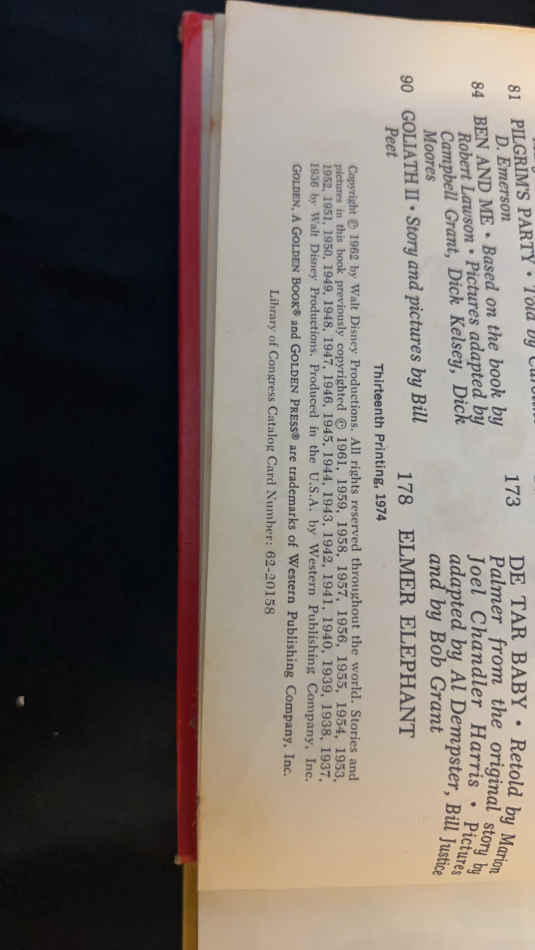 81 PILGRIM'S PARTY • Told by
D. Emerson
84 BEN AND ME • Based on the book by
Robert Lawson • Pictures adapted by
Campbell Grant, Dick Kelsey, Dick
Moores
90 GOLIATH II • Story and pictures by Bill
Peet
173 DE TAR BABY • Retold by Marion
Palmer from the original story by
Joel Chandler Harris • Pictures
adapted by Al Dempster, Bill Justice
and by Bob Grant
178 ELMER ELEPHANT
Thirteenth Printing, 1974
Copyright © 1962 by Walt Disney Productions. All rights reserved throughout the world. Stories and
pictures in this book previously copyrighted © 1961, 1959, 1958, 1957, 1956, 1955, 1954, 1953,
1952, 1951, 1950, 1949, 1948, 1947, 1946, 1945, 1944, 1943, 1942, 1941, 1940, 1939, 1938, 1937,
1936 by Walt Disney Productions. Produced in the U.S.A. by Western Publishing Company, Inc.
GOLDEN, A GOLDEN BOOK® and GOLDEN PRESS® are trademarks of Western Publishing Company, Inc.
Library of Congress Catalog Card Number: 62-20158